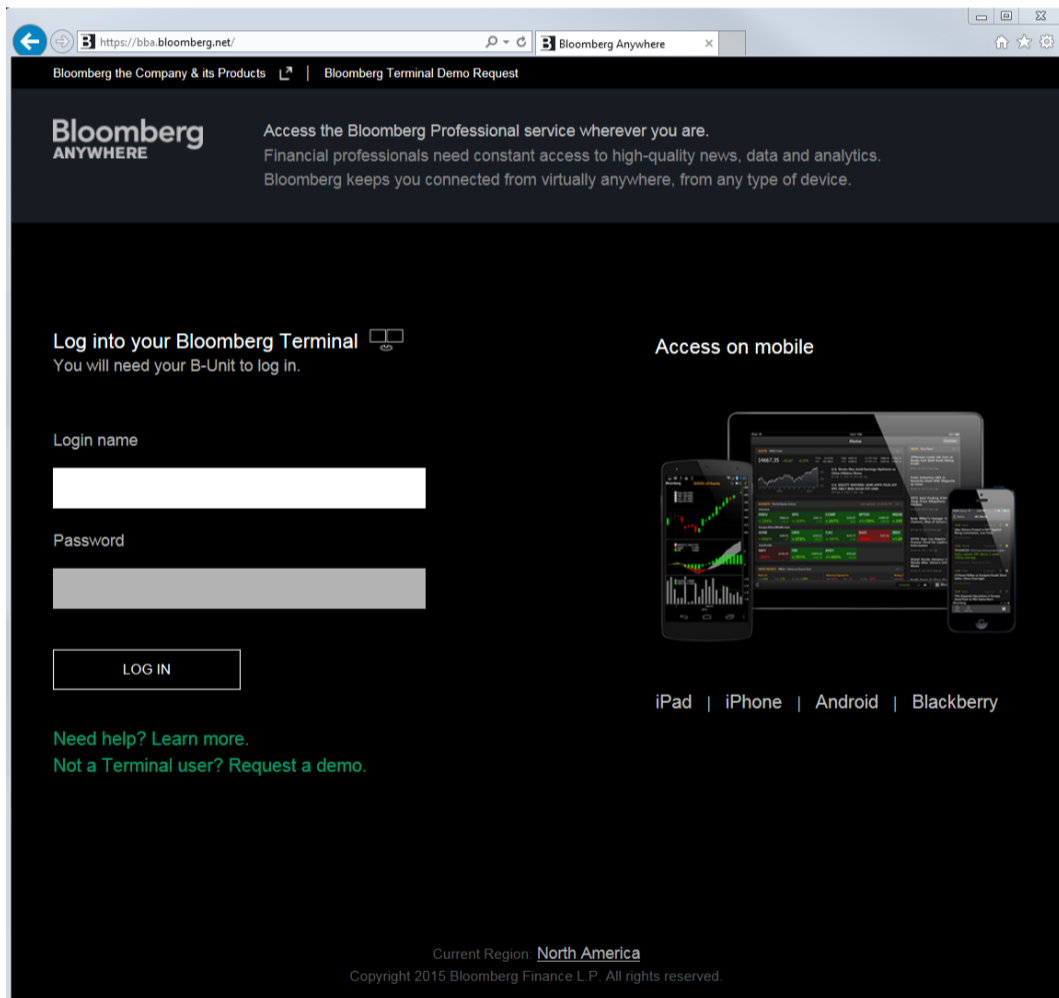 https://bba.bloomberg.net/
Bloomberg Anywhere
Bloomberg the Company & its Products
Bloomberg Terminal Demo Request
Bloomberg
ANYWHERE
Access the Bloomberg Professional service wherever you are.
Financial professionals need constant access to high-quality news, data and analytics.
Bloomberg keeps you connected from virtually anywhere, from any type of device.
Log into your Bloomberg Terminal
You will need your B-Unit to log in.
Login name
Password
LOG IN
Need help? Learn more.
Not a Terminal user? Request a demo.
Access on mobile
Home
iPad | iPhone | Android | Blackberry
Current Region: North America
Copyright 2015 Bloomberg Finance L.P. All rights reserved.